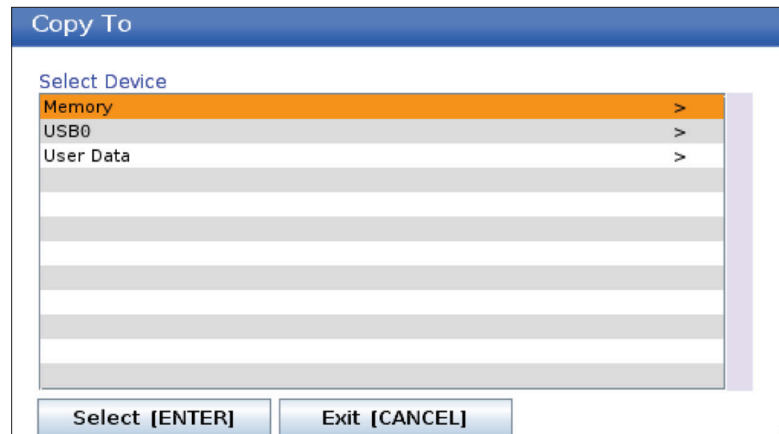 Copy To
Select Device
Memory >
USB0 >
User Data >
Select [ENTER] Exit [CANCEL]